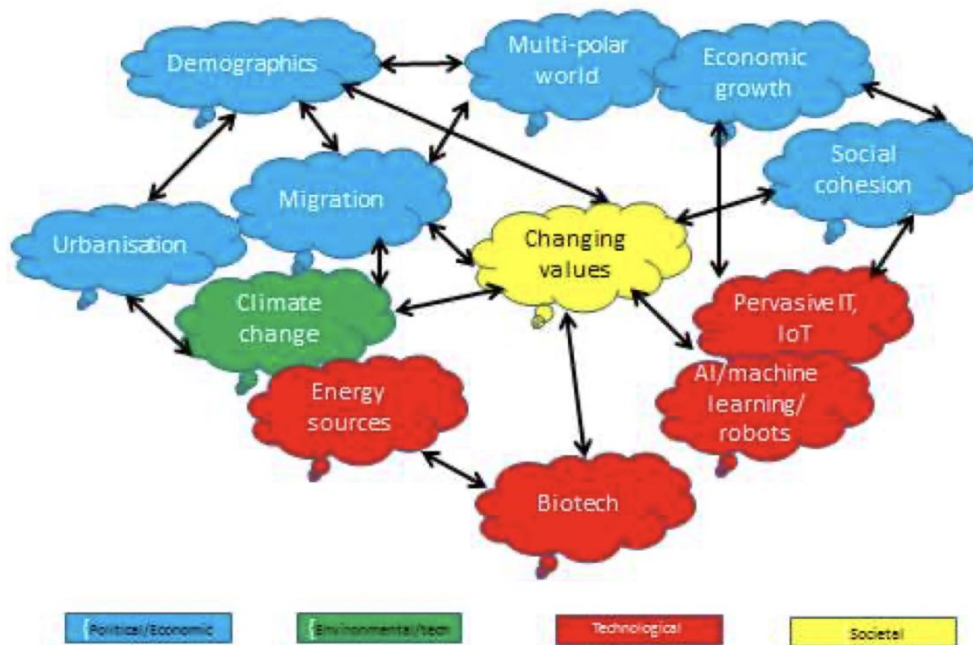 Demographics
Multi-polar
world
Economic
growth
Social
cohesion
Migration
Urbanisation
Changing
values
Climate
change
Pervasive IT,
IoT
Energy
sources
AI/machine
learning/
robots
Biotech
{Political/Economic
{Environmental/tech
Technological
Societal